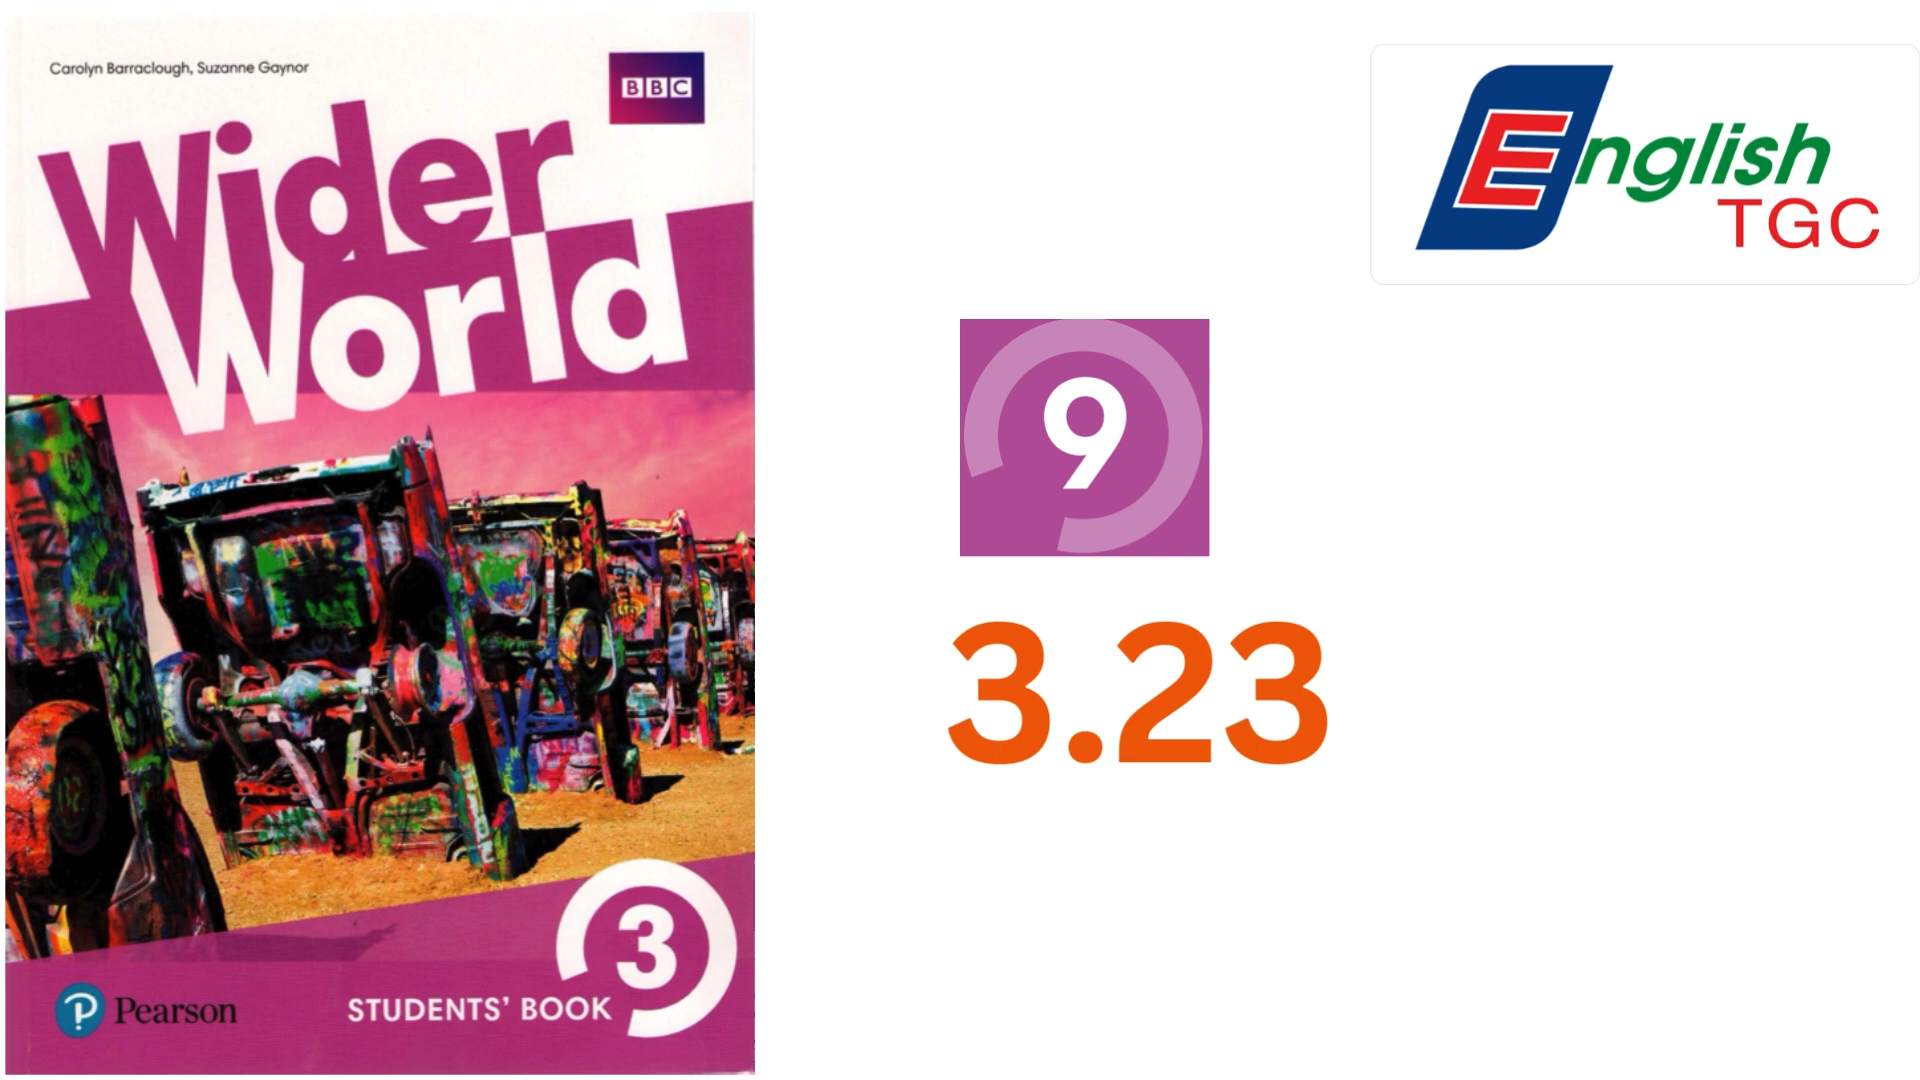 Carolyn Barraclough, Suzanne Gaynor
BBC
Wider
World
3
STUDENTS' BOOK
Pearson
English
TGC
9
3.23